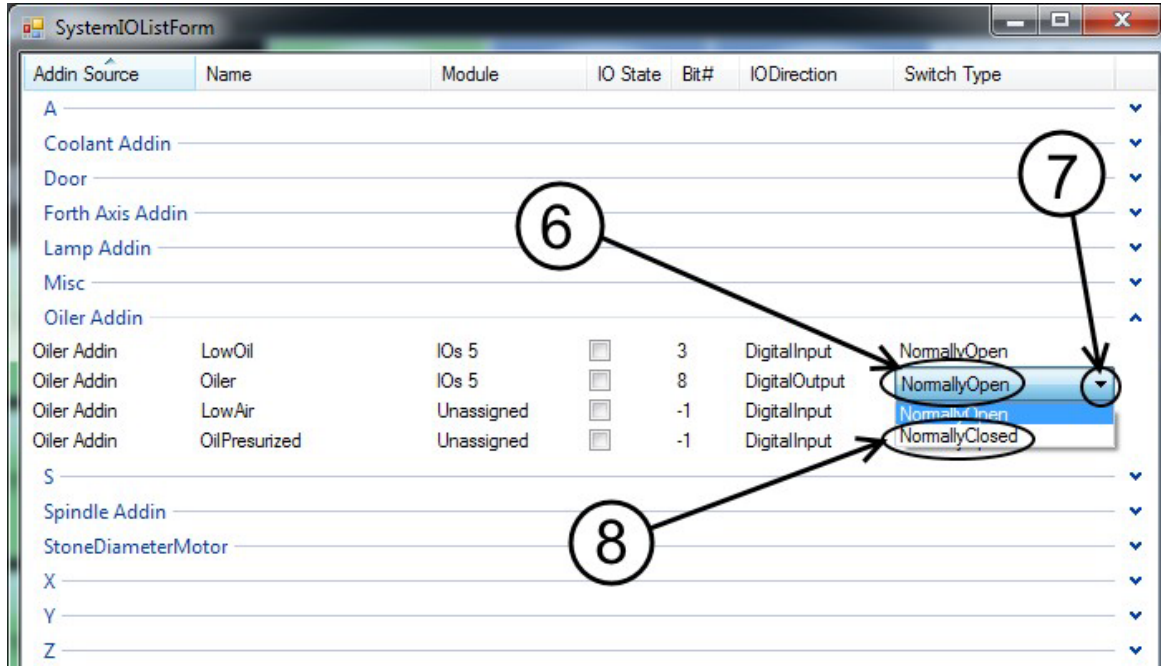 SystemIOListForm
Addin Source Name Module IO State Bit# IODirection Switch Type
A
Coolant Addin
7
Door
Forth Axis Addin
6
Lamp Addin
Misc
Oiler Addin
Oiler Addin LowOil IOs 5 3 DigitalInput NormallyOpen
Oiler Addin Oiler IOs 5 8 DigitalOutput NormallyOpen
Oiler Addin LowAir Unassigned -1 DigitalInput NormallyOpen
Oiler Addin OilPresurized Unassigned -1 DigitalInput NormallyClosed
S
Spindle Addin
8
StoneDiameterMotor
X
Y
Z